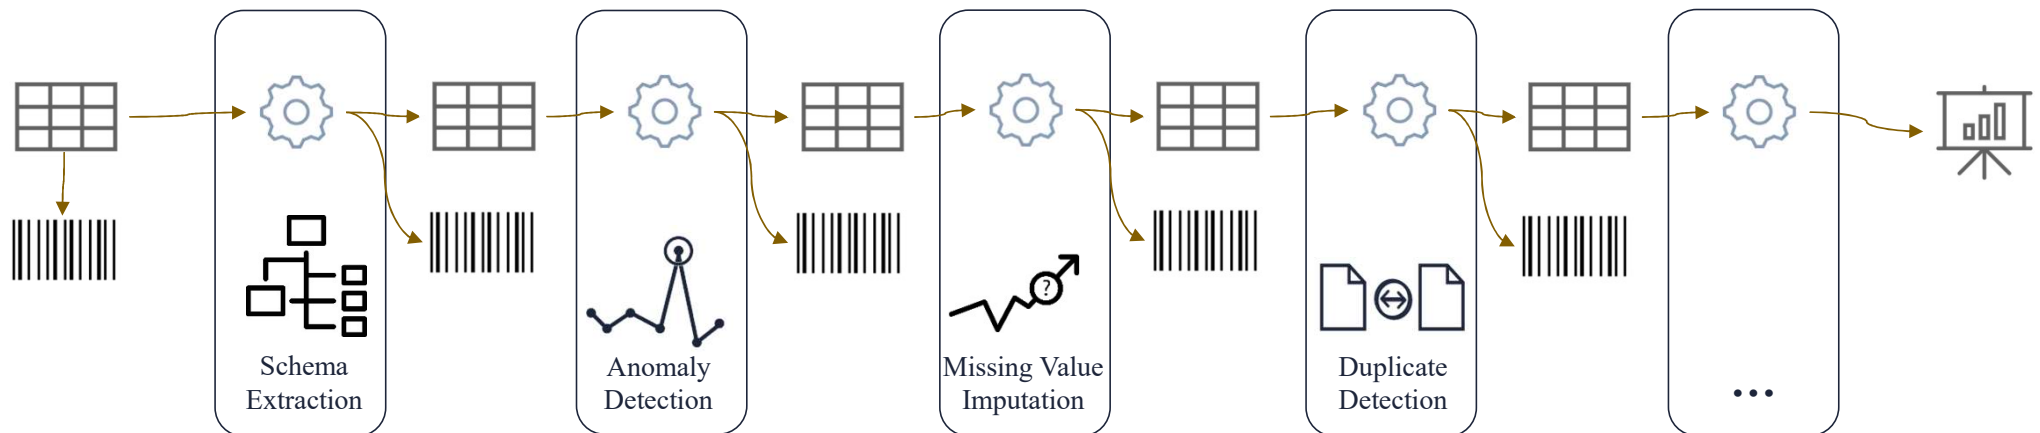 Schema
Extraction
Anomaly
Detection
?
Missing Value
Imputation
Duplicate
Detection
...